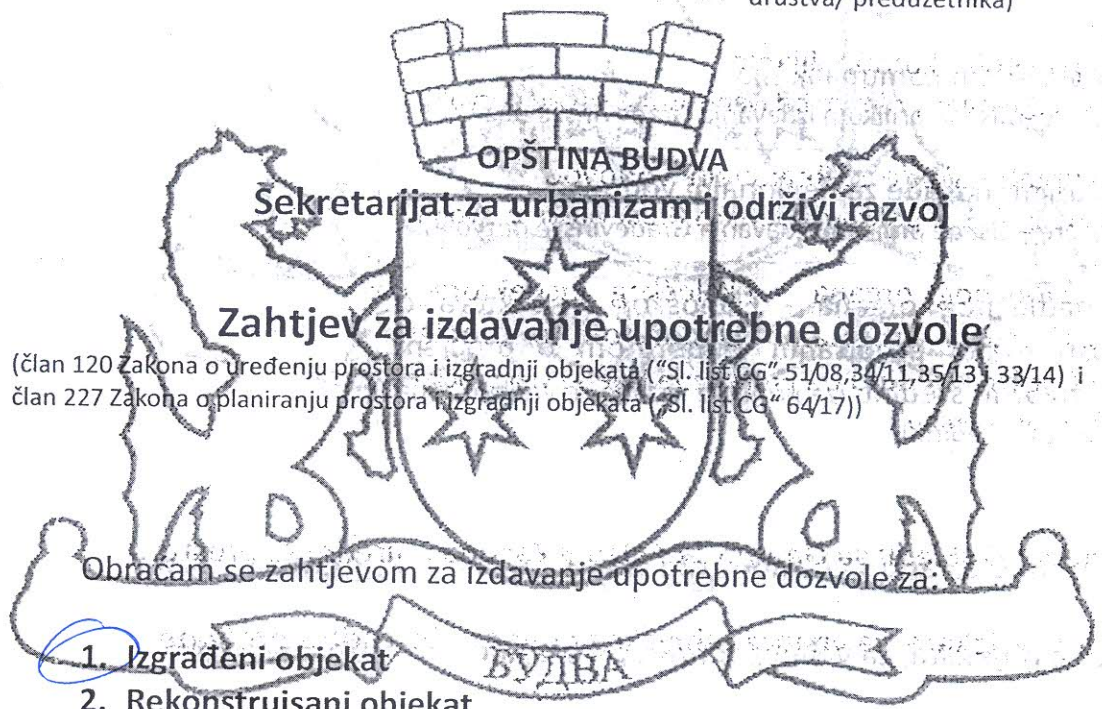 društva/ preduzetnika)
OPŠTINA BUDVA
Sekretarijat za urbanizam i održivi razvoj
Zahtjev za izdavanje upotrebne dozvole
(član 120 Zakona o uređenju prostora i izgradnji objekata ("Sl. list CG" 51/08,34/11,35/13 i 33/14) i
član 227 Zakona o planiranju prostora i izgradnji objekata („Sl. list CG“ 64/17))
Obraćam se zahtjevom za izdavanje upotrebne dozvole za:
1. Izgrađeni objekat
БУДВА
2. Rekonstruisani objekat